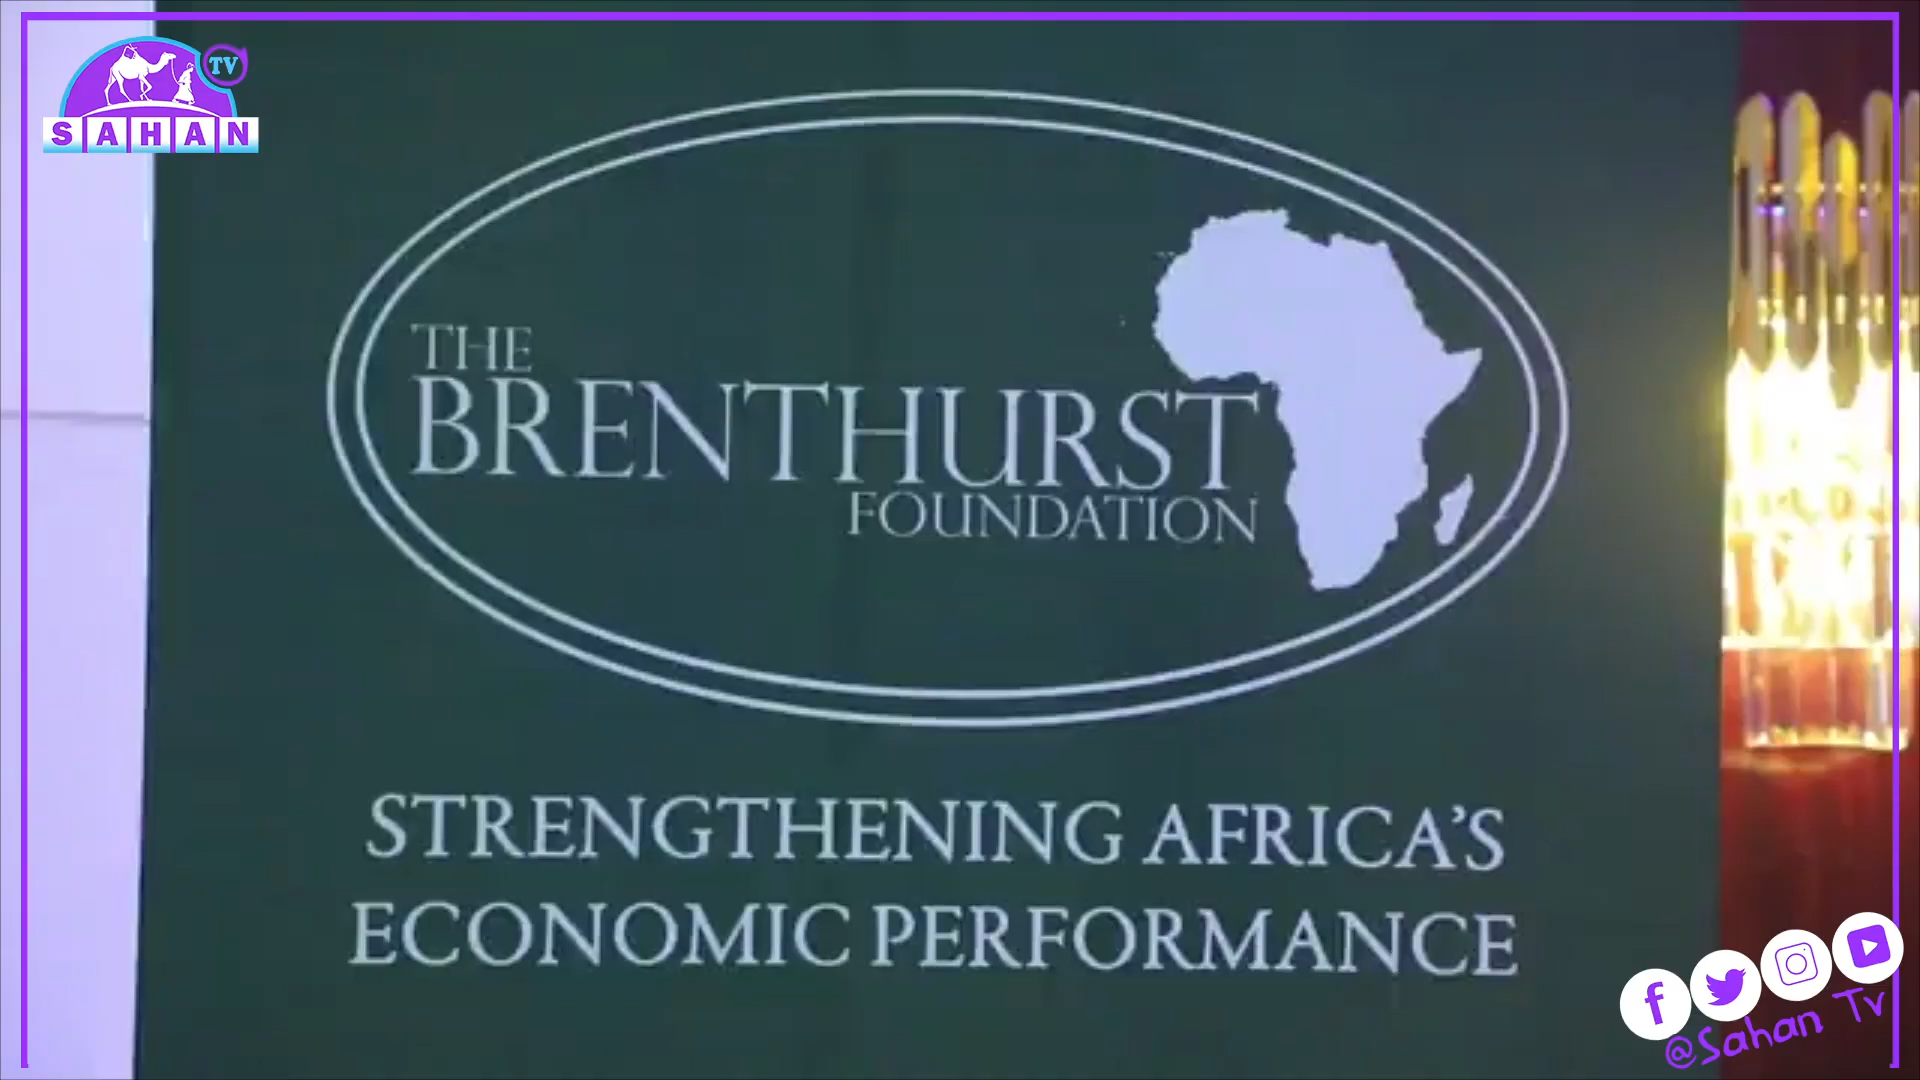 TV
SAHAN
THE
BRENTHURST
FOUNDATION
STRENGTHENING AFRICA'S
ECONOMIC PERFORMANCE
@Sahan Tv